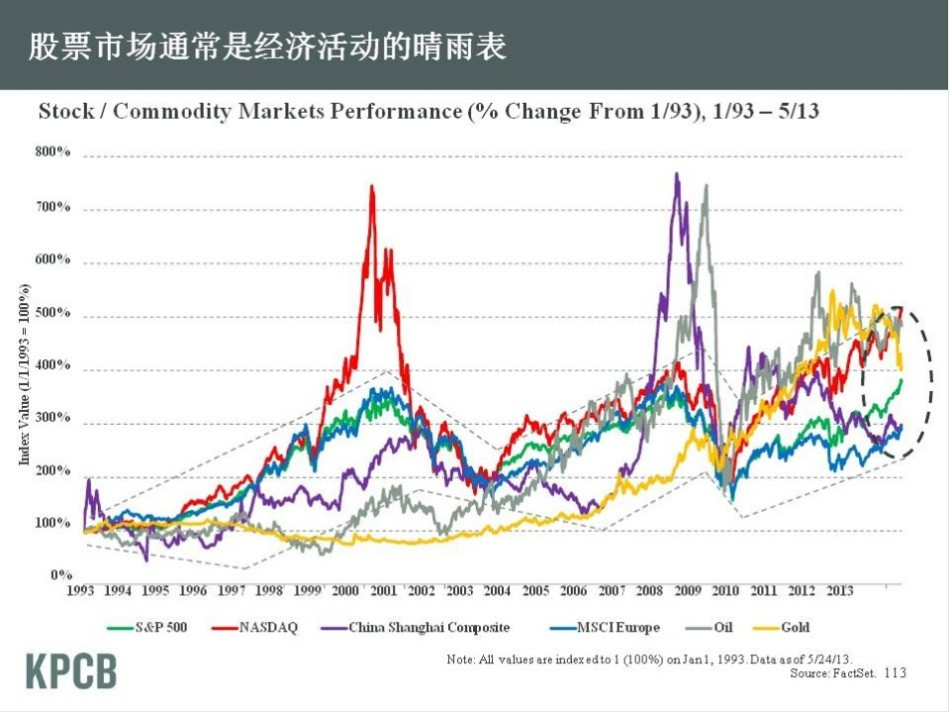 股票市场通常是经济活动的晴雨表
Stock / Commodity Markets Performance (% Change From 1/93), 1/93 – 5/13
800%
700%
600%
500%
400%
300%
200%
100%
0%
Index Value (1/1/1993 = 100%)
1993 1994 1995 1996 1997 1998 1999 2000 2001 2002 2003 2004 2005 2006 2007 2008 2009 2010 2011 2012 2013
S&P 500 NASDAQ China Shanghai Composite MSCI Europe Oil Gold
KPCB
Note: All values are indexed to 1 (100%) on Jan 1, 1993. Data as of 5/24/13.
Source: FactSet. 113